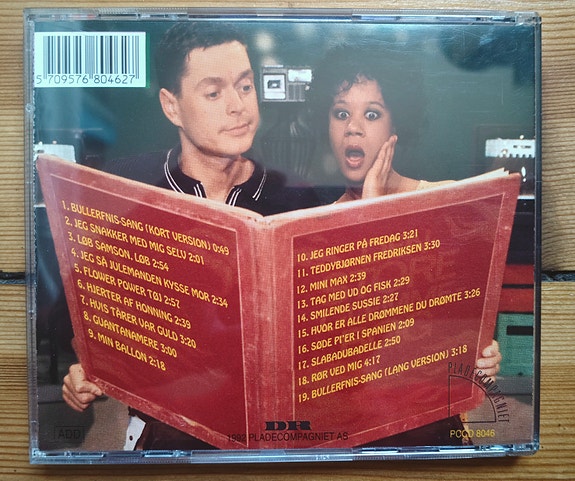 5 709576 804627
1. BULLERFNIS-SANG (KORT VERSION) 0:49
2. JEG SNAKKER MED MIG SELV 2:01
3. LØB SAMSON, LØB 2:54
4. JEG SÅ JULEMANDEN KYSSE MOR 2:34
5. FLOWER POWER TØJ 2:57
6. HJERTER AF HONNING 2:39
7. HVIS TÅRER VAR GULD 3:20
8. GUANTANAMERE 3:00
9. MIN BALLON 2:18
10. JEG RINGER PÅ FREDAG 3:21
11. TEDDYBJØRNEN FREDRIKSEN 3:30
12. MINI MAX 2:39
13. TAG MED UD OG FISK 2:29
14. SMILENDE SUSSIE 2:27
15. HVOR ER ALLE DRØMMENE DU DRØMTE 3:26
16. SØDE PI'ER I SPANIEN 2:09
17. SLABADUBADELLE 2:50
18. RØR VED MIG 4:17
19. BULLERFNIS-SANG (LANG VERSION) 3:18
PLADECOMPAGNIET
ADD
DR
1992 PLADECOMPAGNIET AS
PCCD 8046